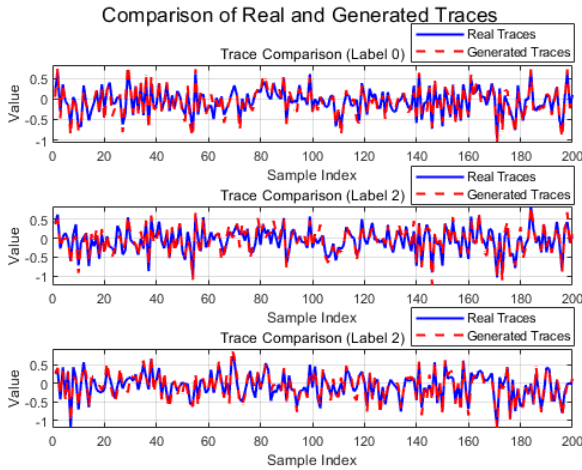 Comparison of Real and Generated Traces
Real Traces
Generated Traces
Trace Comparison (Label 0)
Value
0.5
0
-0.5
-1
0 20 40 60 80 100 120 140 160 180 200
Sample Index
Real Traces
Generated Traces
Trace Comparison (Label 2)
Value
0.5
0
-0.5
-1
0 20 40 60 80 100 120 140 160 180 200
Sample Index
Real Traces
Generated Traces
Trace Comparison (Label 2)
Value
0.5
0
-0.5
-1
0 20 40 60 80 100 120 140 160 180 200
Sample Index